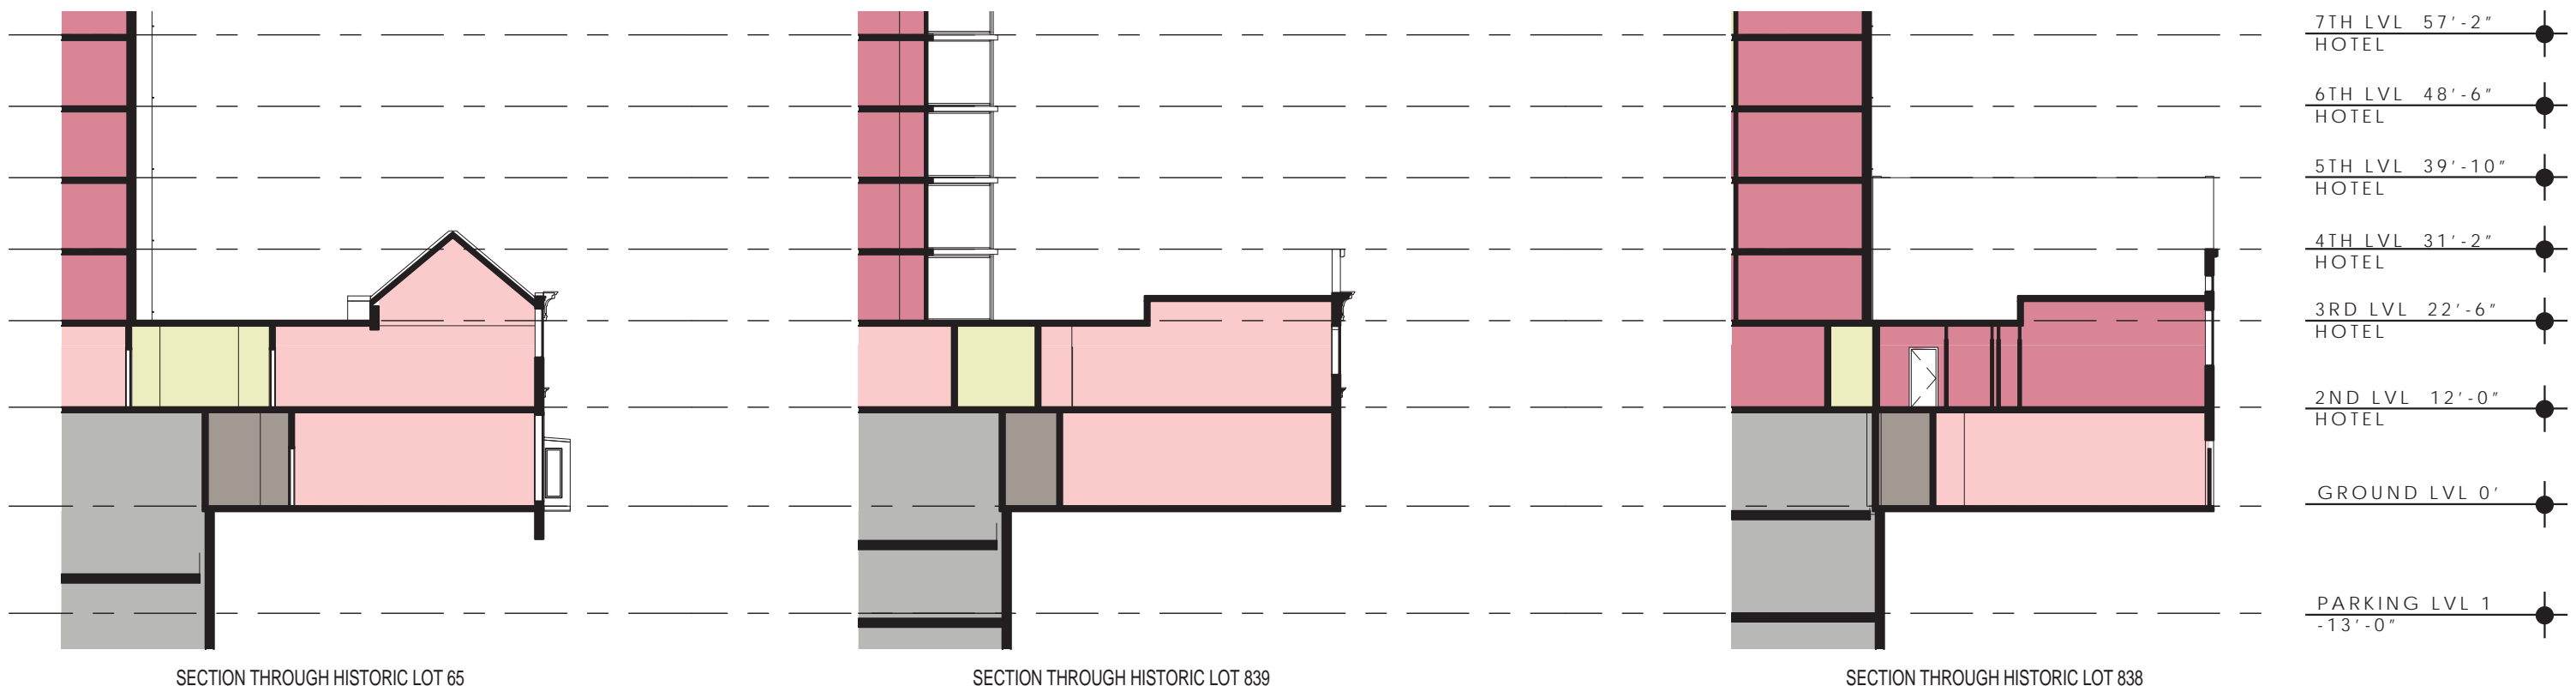 7TH LVL 57'-2"
HOTEL
6TH LVL 48'-6"
HOTEL
5TH LVL 39'-10"
HOTEL
4TH LVL 31'-2"
HOTEL
3RD LVL 22'-6"
HOTEL
2ND LVL 12'-0"
HOTEL
GROUND LVL 0'
PARKING LVL 1
-13'-0"
SECTION THROUGH HISTORIC LOT 65
SECTION THROUGH HISTORIC LOT 839
SECTION THROUGH HISTORIC LOT 838